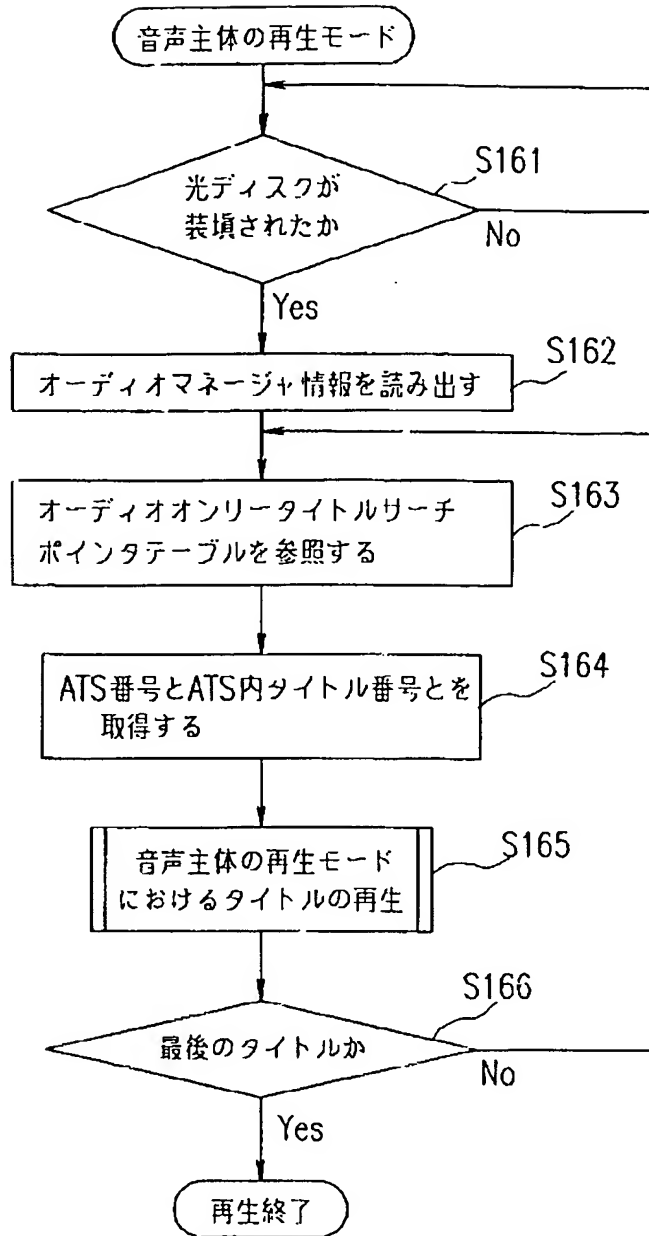 音声主体の再生モード
S161
光ディスクが
装填されたか
No
Yes
S162
オーディオマネージャ情報を読み出す
S163
オーディオオンリータイトルサーチ
ポインタテーブルを参照する
S164
ATS番号とATS内タイトル番号とを
取得する
S165
音声主体の再生モード
におけるタイトルの再生
S166
最後のタイトルか
No
Yes
再生終了